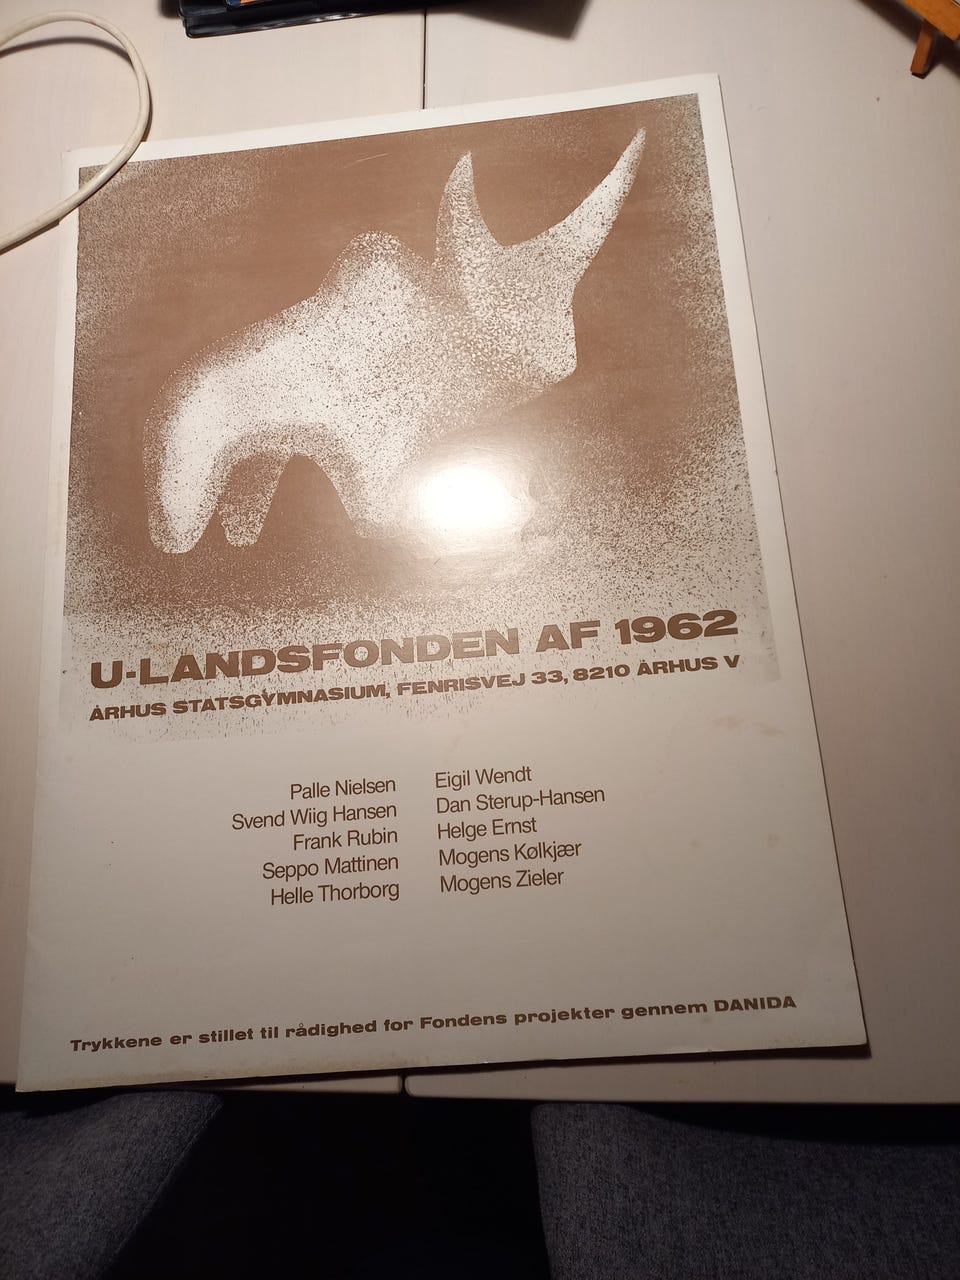 U-LANDSFONDEN AF 1962
ÅRHUS STATSGYMNASIUM, FENRISVEJ 33, 8210 ÅRHUS V
Palle Nielsen
Svend Wiig Hansen
Frank Rubin
Seppo Mattinen
Helle Thorborg
Eigil Wendt
Dan Sterup-Hansen
Helge Ernst
Mogens Kølkjær
Mogens Zieler
Trykkene er stillet til rådighed for Fondens projekter gennem DANIDA